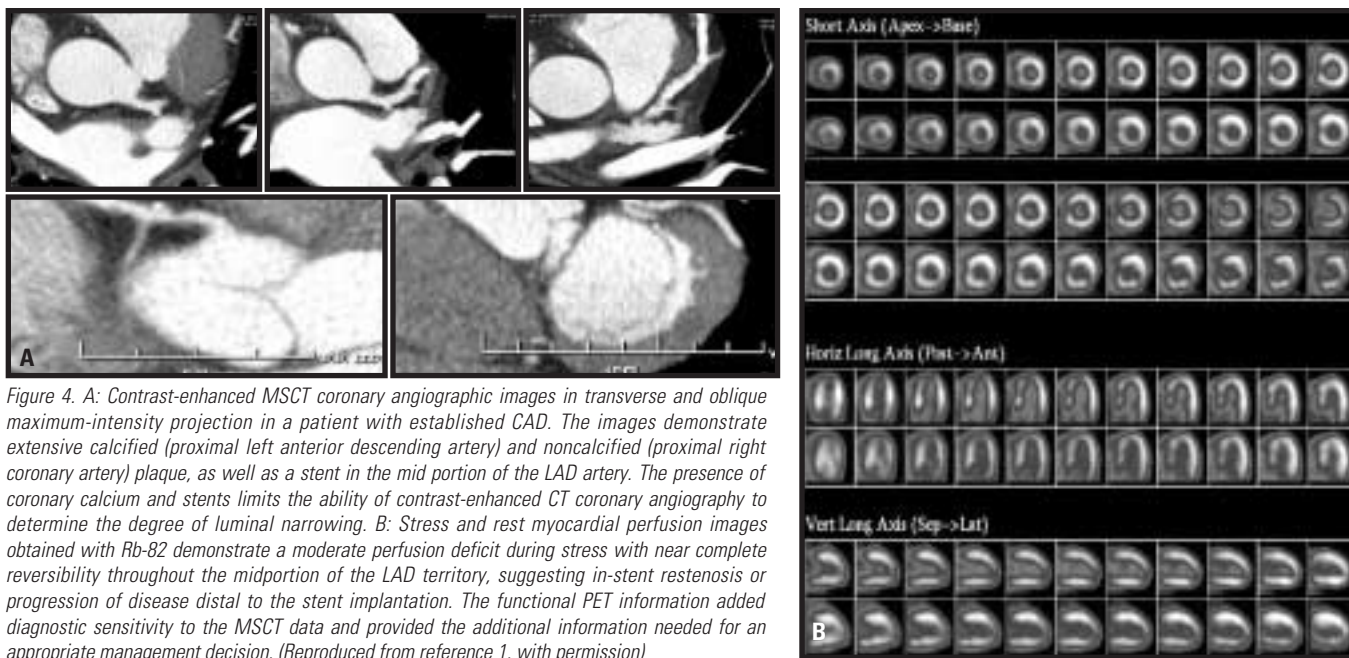 A
Figure 4. A: Contrast-enhanced MSCT coronary angiographic images in transverse and oblique
maximum-intensity projection in a patient with established CAD. The images demonstrate
extensive calcified (proximal left anterior descending artery) and noncalcified (proximal right
coronary artery) plaque, as well as a stent in the mid portion of the LAD artery. The presence of
coronary calcium and stents limits the ability of contrast-enhanced CT coronary angiography to
determine the degree of luminal narrowing. B: Stress and rest myocardial perfusion images
obtained with Rb-82 demonstrate a moderate perfusion deficit during stress with near complete
reversibility throughout the midportion of the LAD territory, suggesting in-stent restenosis or
progression of disease distal to the stent implantation. The functional PET information added
diagnostic sensitivity to the MSCT data and provided the additional information needed for an
appropriate management decision. (Reproduced from reference 1, with permission)
Short Axis (Apex->Base)
Horiz Long Axis (Post->Ant)
Vert Long Axis (Sep->Lat)
B